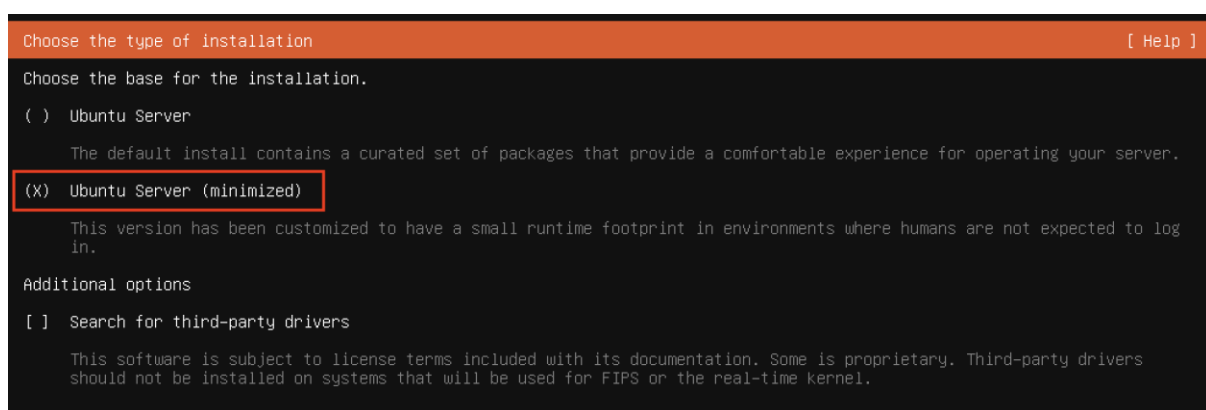 Choose the type of installation [ Help ]
Choose the base for the installation.
( ) Ubuntu Server
The default install contains a curated set of packages that provide a comfortable experience for operating your server.
(X) Ubuntu Server (minimized)
This version has been customized to have a small runtime footprint in environments where humans are not expected to log
in.
Additional options
[ ] Search for third-party drivers
This software is subject to license terms included with its documentation. Some is proprietary. Third-party drivers
should not be installed on systems that will be used for FIPS or the real-time kernel.